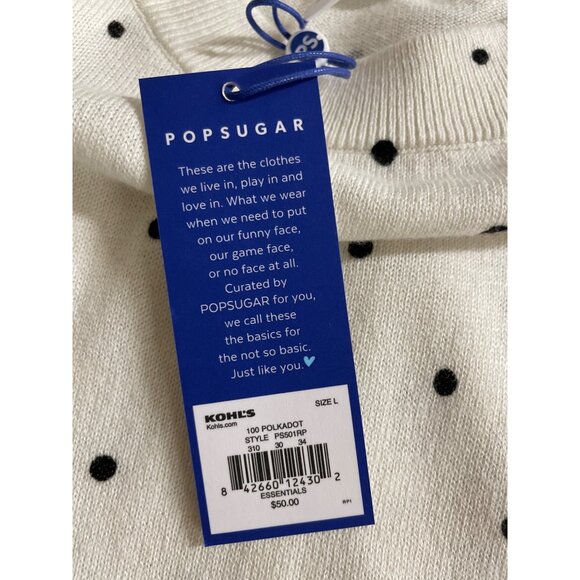 PS
POPSUGAR
These are the clothes
we live in, play in and
love in. What we wear
when we need to put
on our funny face,
our game face,
or no face at all.
Curated by
POPSUGAR for you,
we call these
the basics for
the not so basic.
Just like you.
KOHL'S
Kohls.com
SIZE L
100 POLKADOT
STYLE PS501RP
310 30 34
8 42660 12430 2
ESSENTIALS
$50.00
RP1